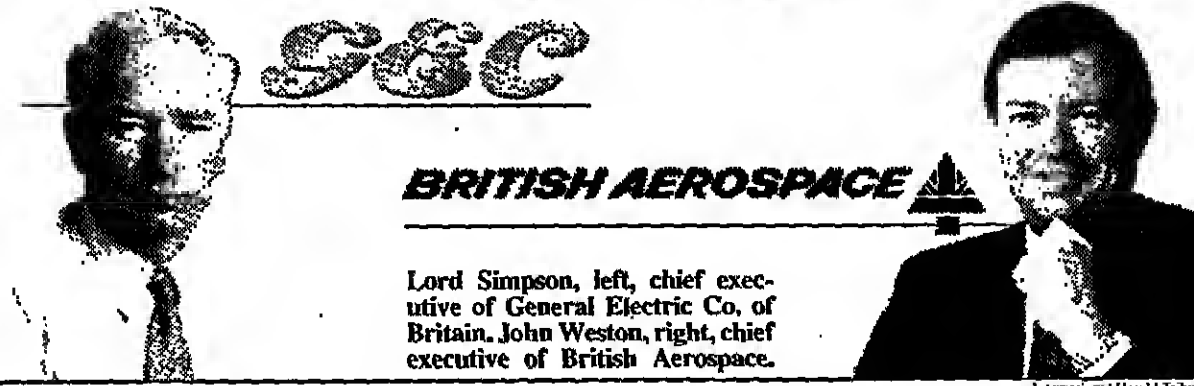 GEC
BRITISH AEROSPACE
Lord Simpson, left, chief exec-
utive of General Electric Co. of
Britain. John Weston, right, chief
executive of British Aerospace.